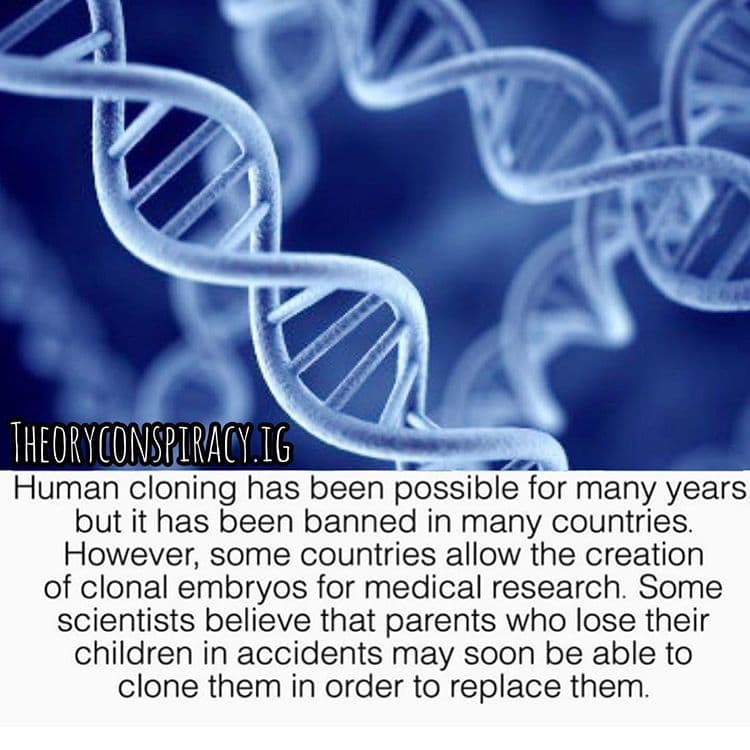 THEORYCONSPIRACY.IG
Human cloning has been possible for many years
but it has been banned in many countries.
However, some countries allow the creation
of clonal embryos for medical research. Some
scientists believe that parents who lose their
children in accidents may soon be able to
clone them in order to replace them.